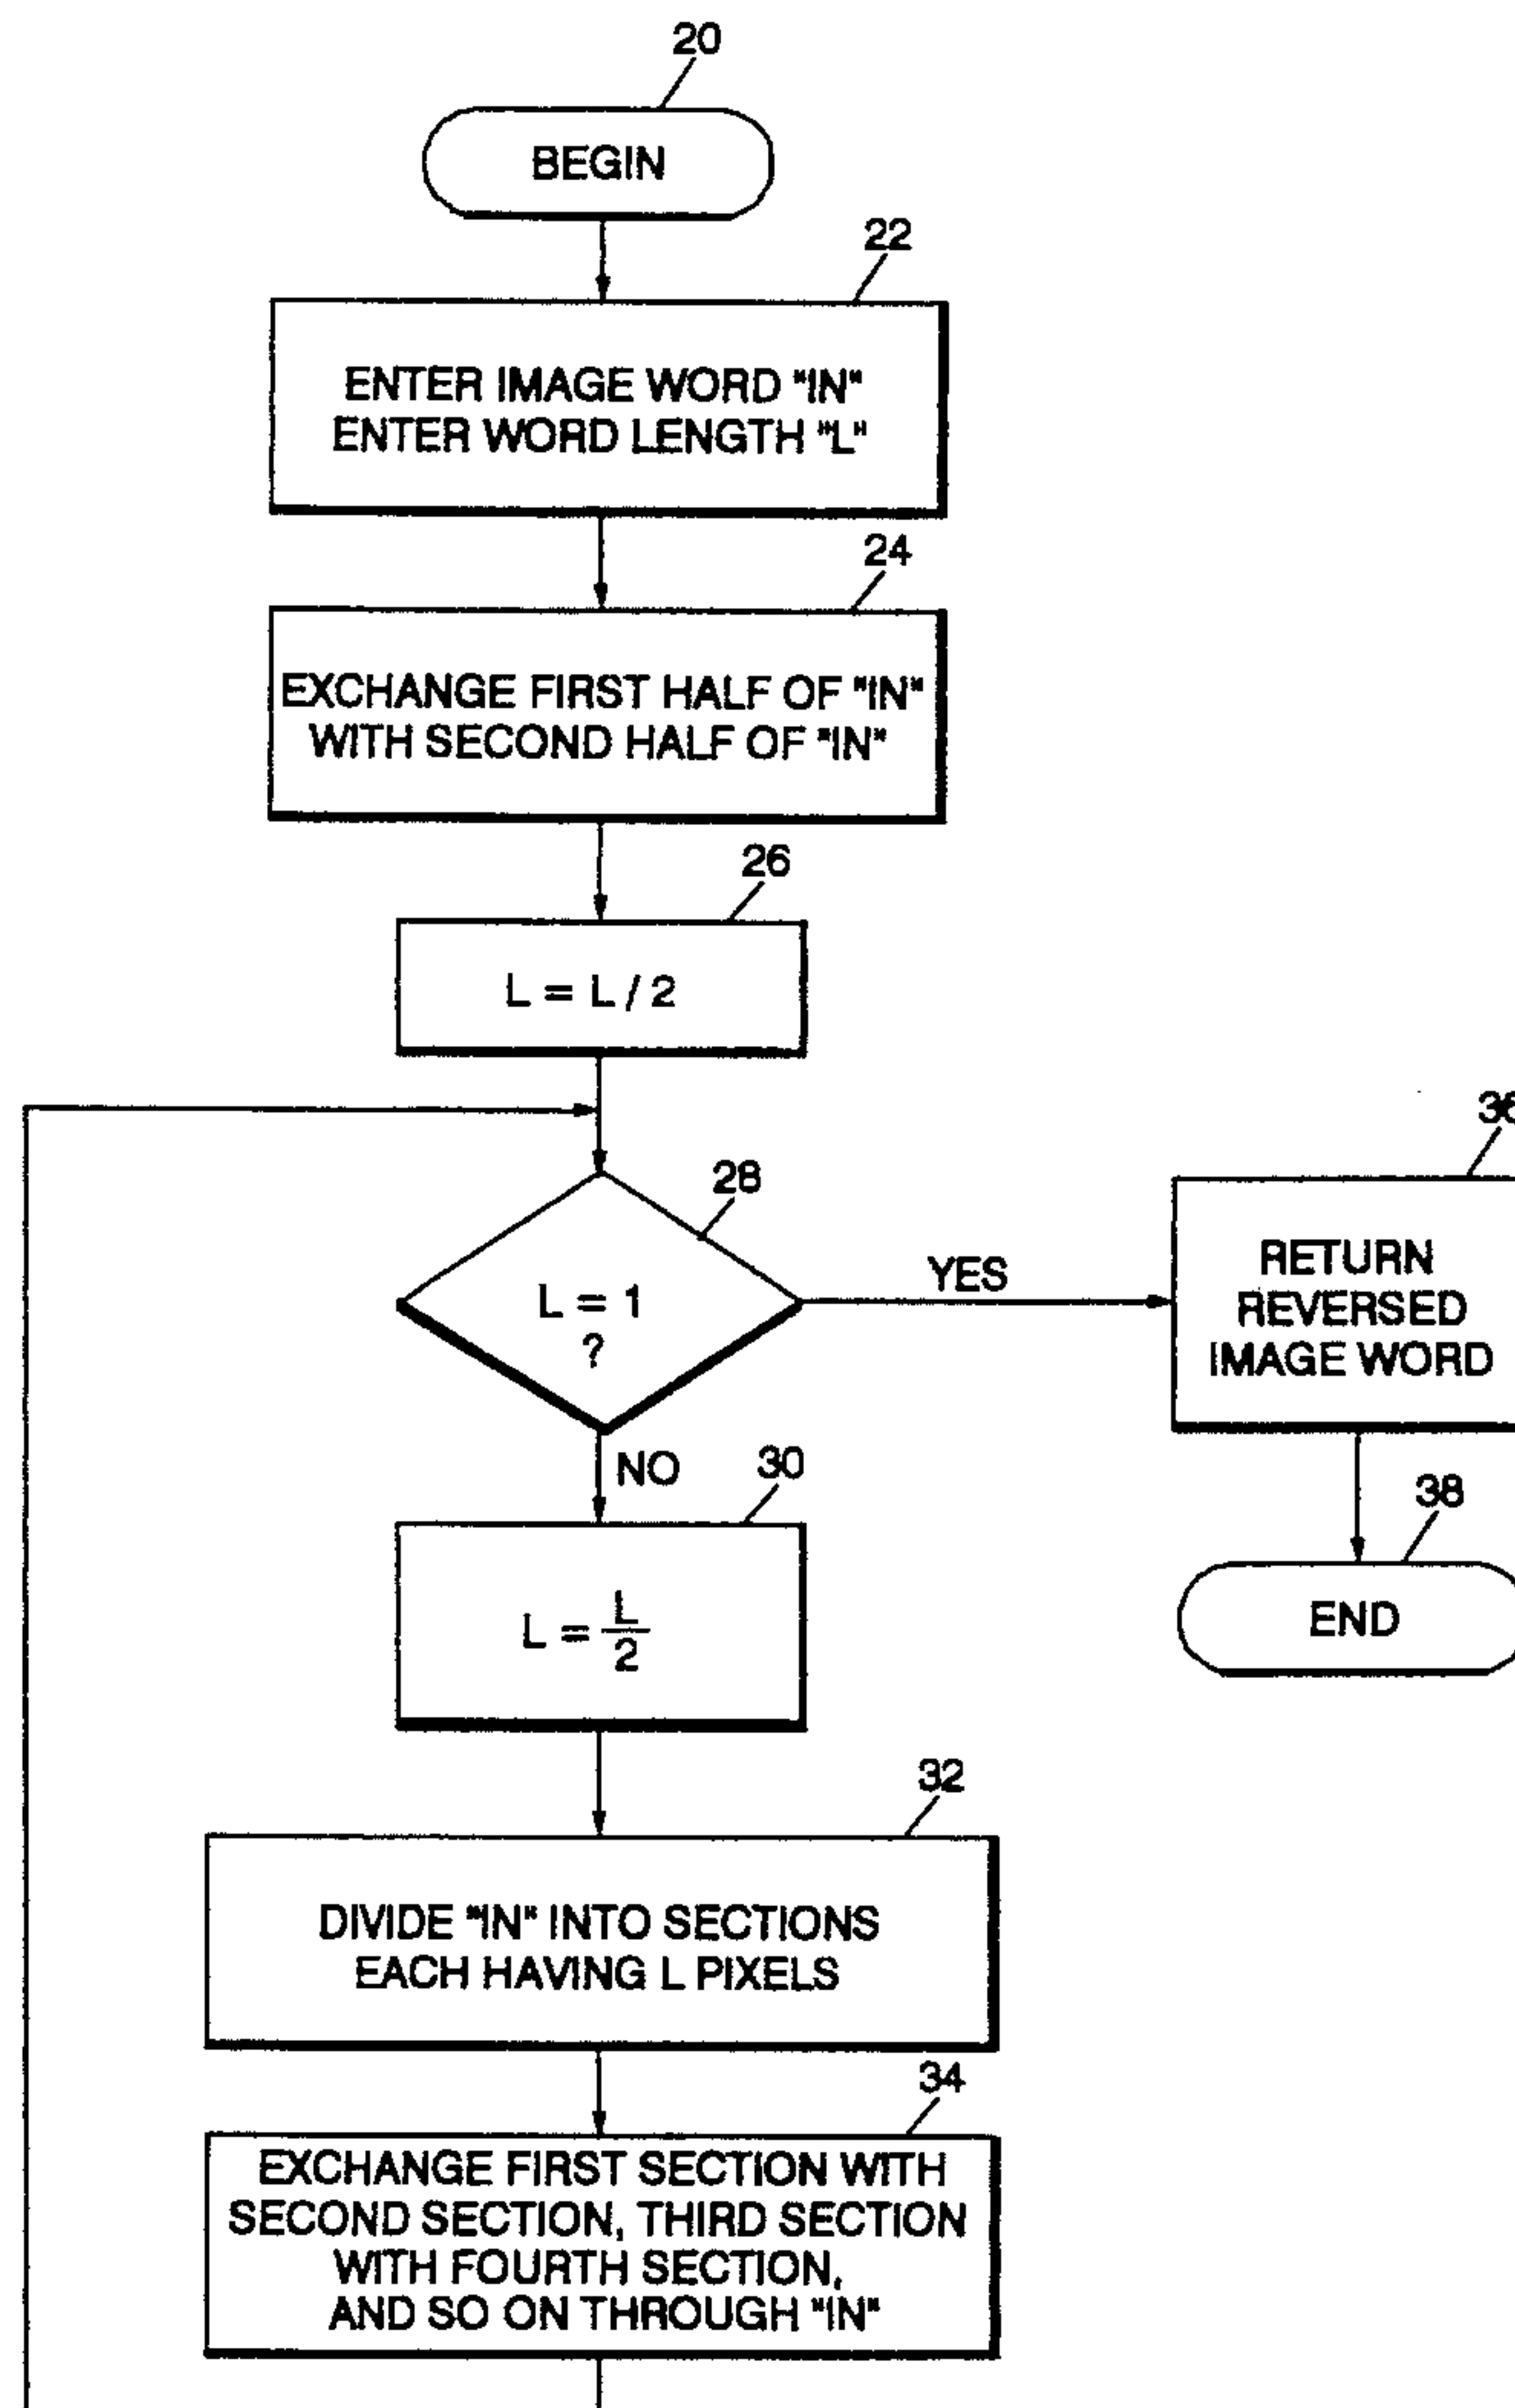 20
BEGIN
22
ENTER IMAGE WORD "IN"
ENTER WORD LENGTH "L"
24
EXCHANGE FIRST HALF OF "IN"
WITH SECOND HALF OF "IN"
26
L = L / 2
28
L = 1
?
YES
NO
36
RETURN
REVERSED
IMAGE WORD
38
END
30
L = L/2
32
DIVIDE "IN" INTO SECTIONS
EACH HAVING L PIXELS
34
EXCHANGE FIRST SECTION WITH
SECOND SECTION, THIRD SECTION
WITH FOURTH SECTION,
AND SO ON THROUGH "IN"